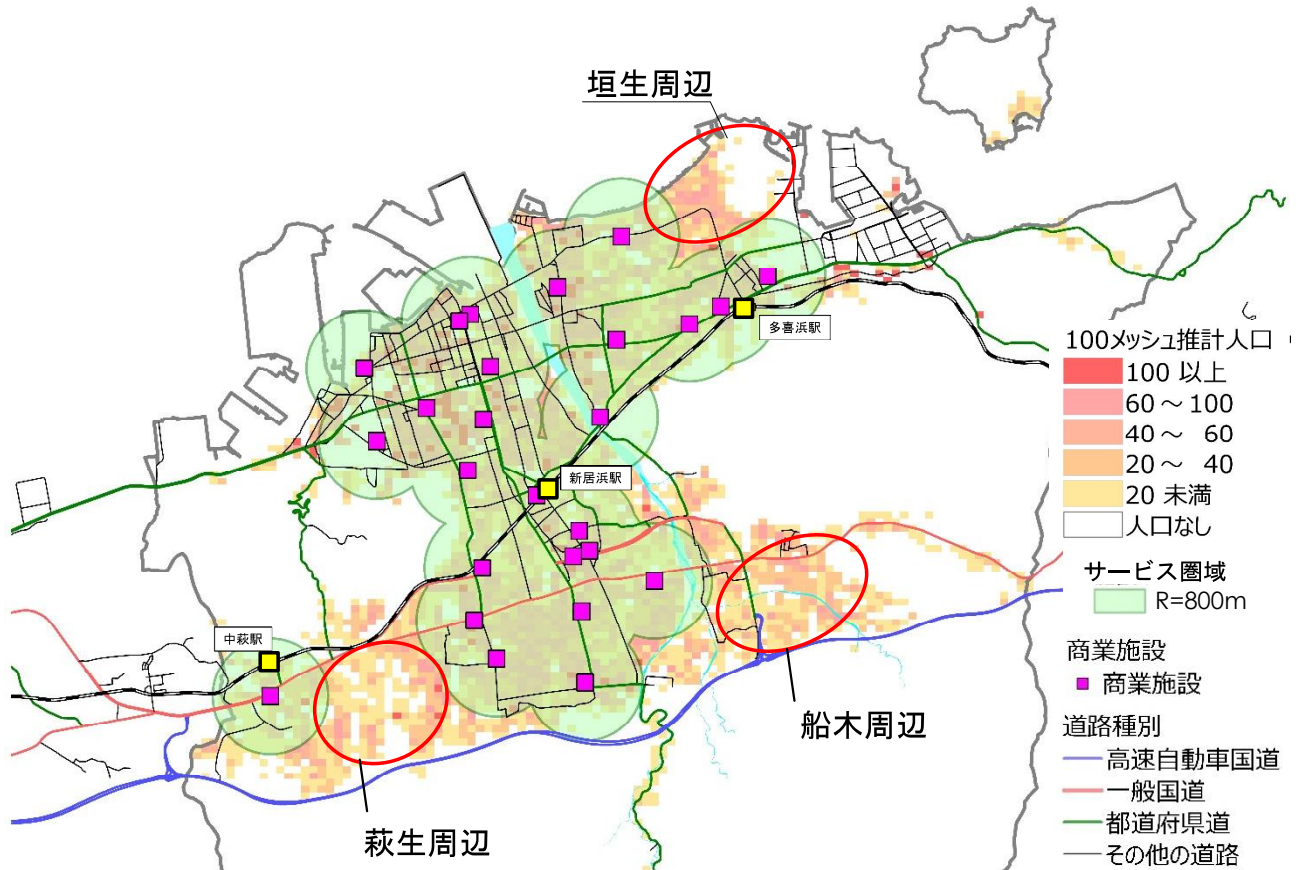 垣生周辺
多喜浜駅
新居浜駅
中萩駅
船木周辺
萩生周辺
100メッシュ推計人口
100 以上
60 ～ 100
40 ～ 60
20 ～ 40
20 未満
人口なし
サービス圏域
R=800m
商業施設
商業施設
道路種別
高速自動車国道
一般国道
都道府県道
その他の道路